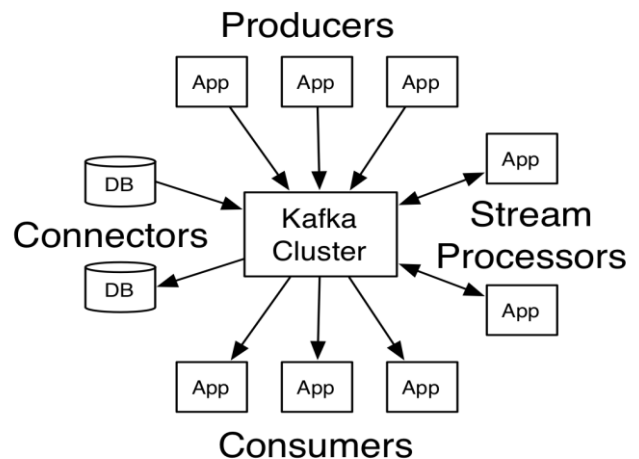 Producers
App
App
App
DB
App
Kafka
Cluster
Connectors
Stream
Processors
DB
App
App
App
App
Consumers